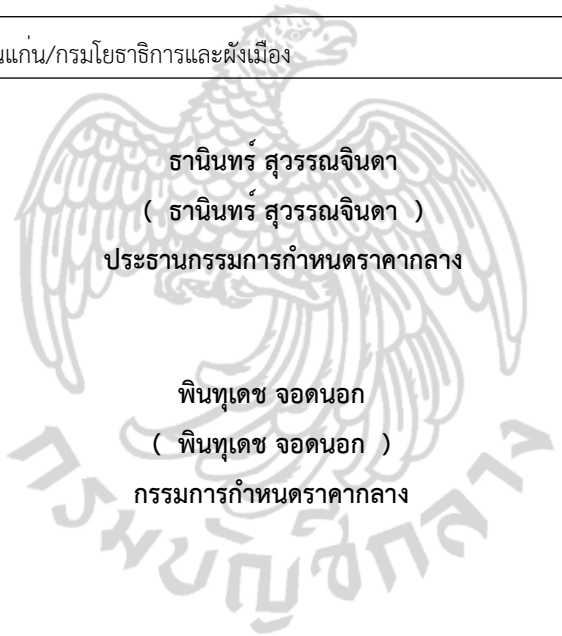 นแก่น/กรมโยธาธิการและผังเมือง
ธานินทร์ สุวรรณจินดา
( ธานินทร์ สุวรรณจินดา )
ประธานกรรมการกำหนดราคากลาง
พินทุเดช จอดนอก
( พินทุเดช จอดนอก )
กรรมการกำหนดราคากลาง
กรมบัญชีกลาง